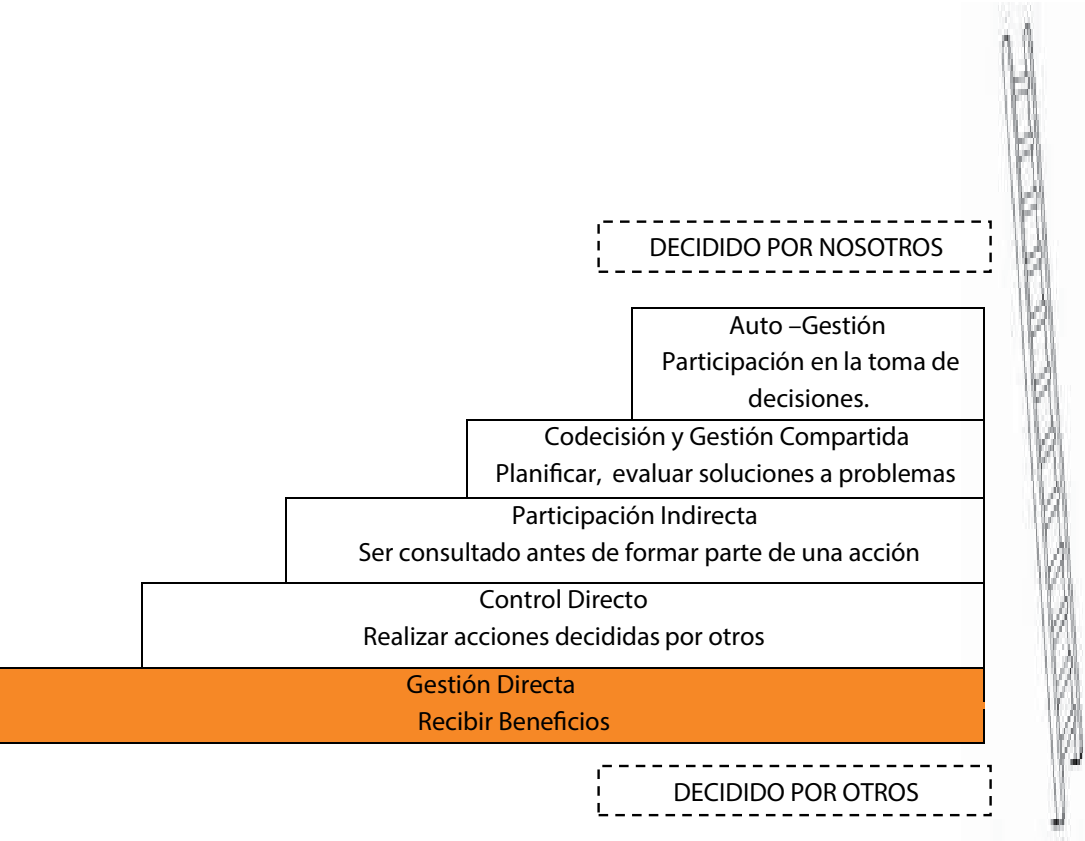 DECIDIDO POR NOSOTROS
Auto –Gestión
Participación en la toma de
decisiones.
Codecisión y Gestión Compartida
Planificar, evaluar soluciones a problemas
Participación Indirecta
Ser consultado antes de formar parte de una acción
Control Directo
Realizar acciones decididas por otros
Gestión Directa
Recibir Beneficios
DECIDIDO POR OTROS